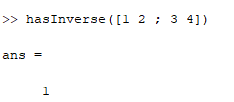 >> hasInverse([1 2 ; 3 4])
ans =
1